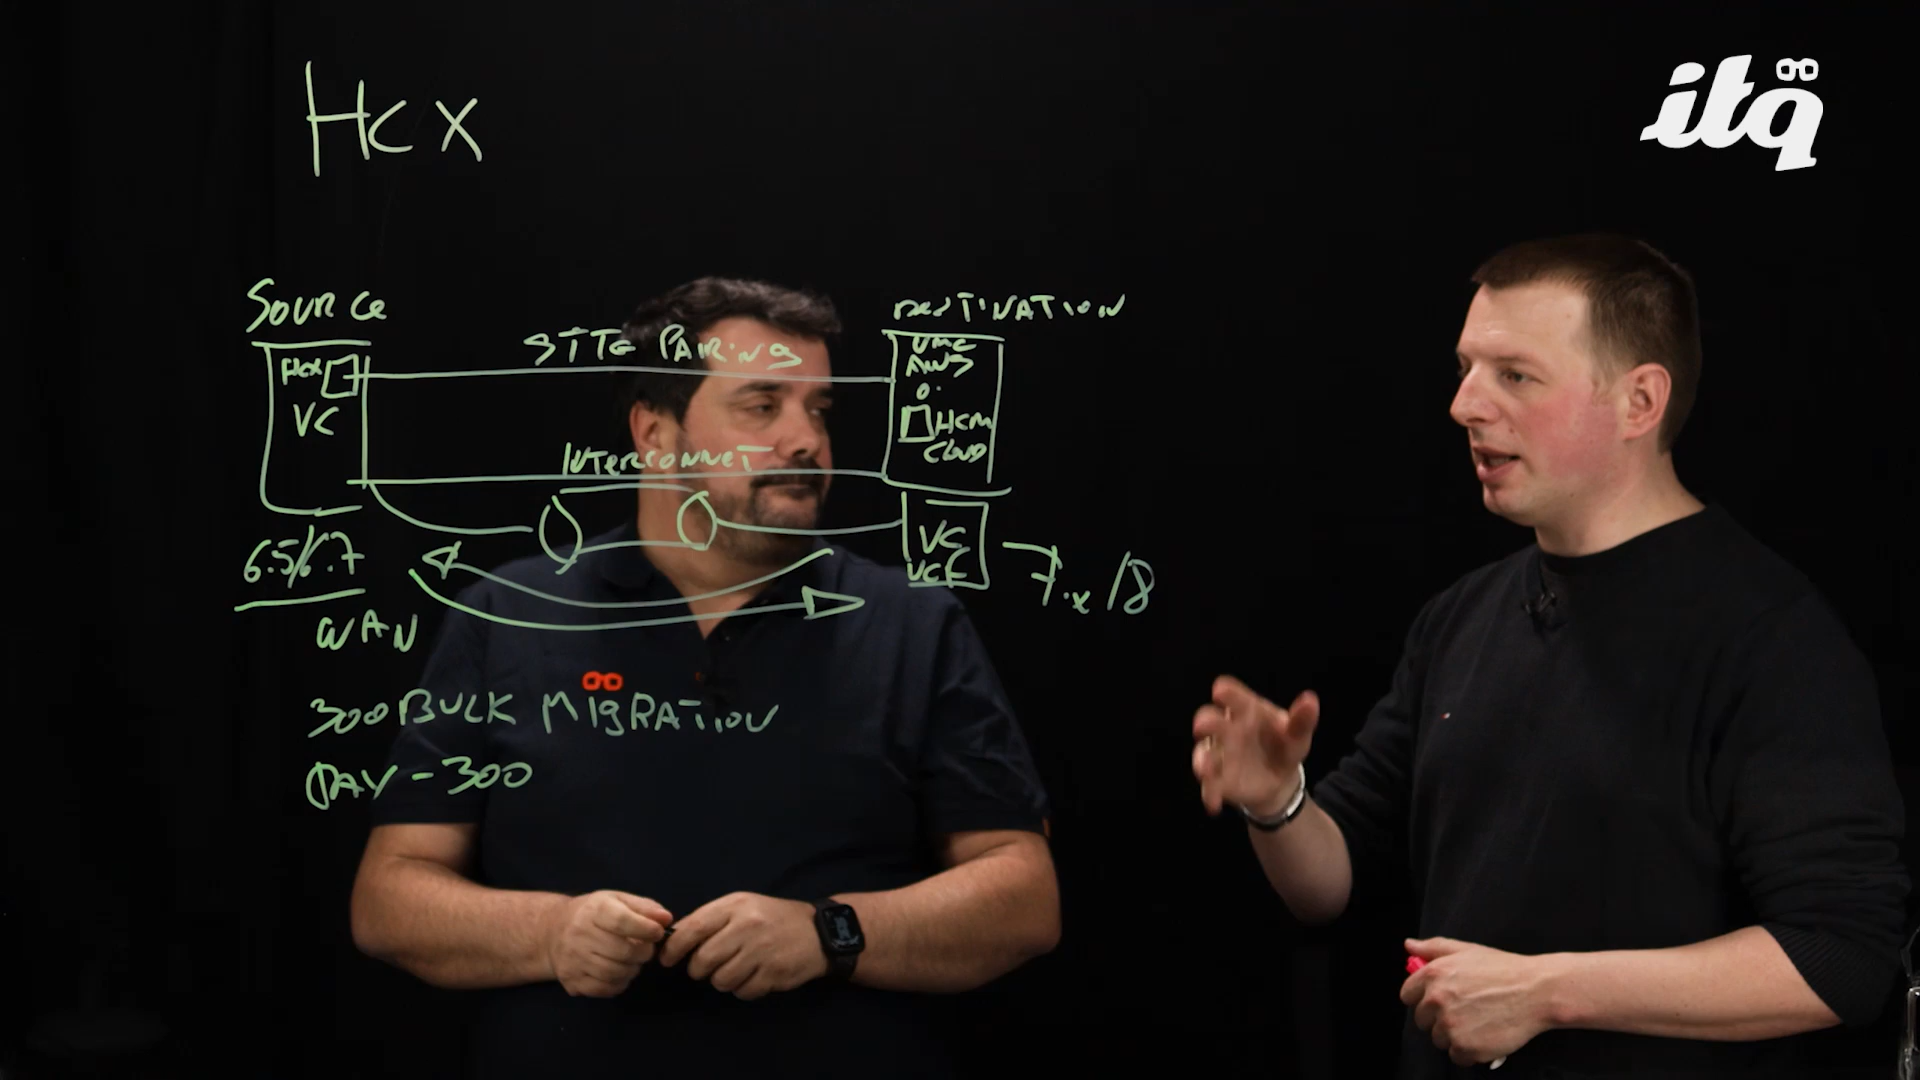 HCX
itq
SOURCE
DESTINATION
SITE PAIRING
HCX
VC
VMC
AWS
HCM
CLOUD
INTERCONNECT
6.5/6.7
VC
VCF
7.x/8
WAN
300 BULK MIGRATION
DAY - 300